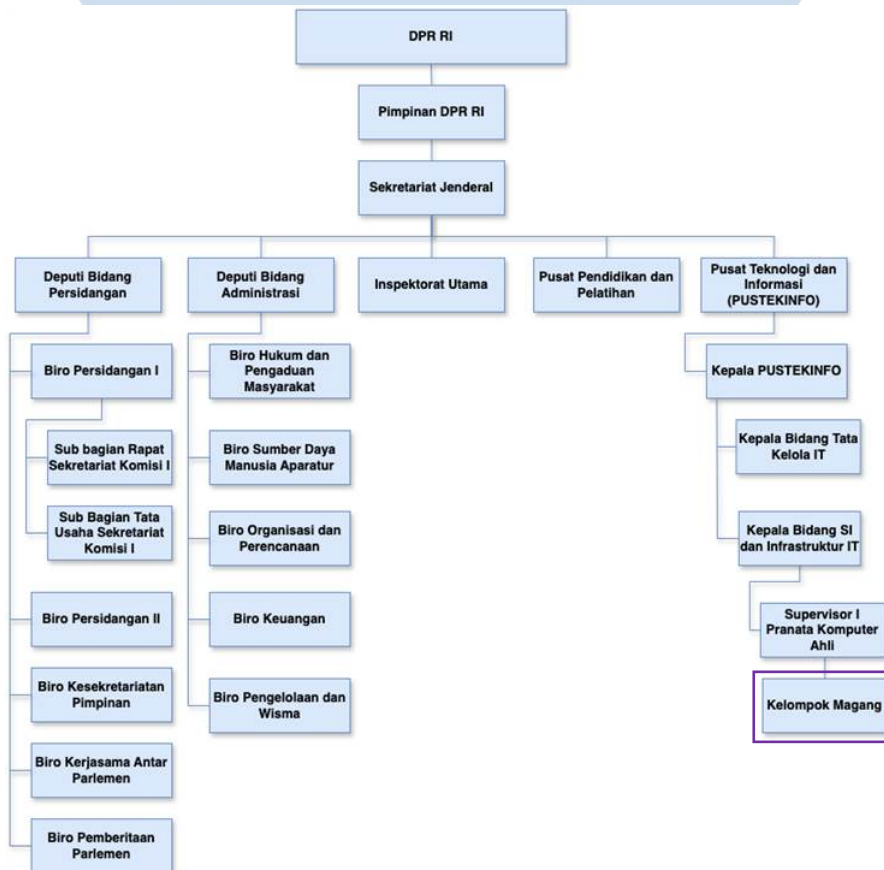 DPR RI
Pimpinan DPR RI
Sekretariat Jenderal
Deputi Bidang
Persidangan
Deputi Bidang
Administrasi
Inspektorat Utama
Pusat Pendidikan dan
Pelatihan
Pusat Teknologi dan
Informasi
(PUSTEKINFO)
Biro Persidangan I
Sub bagian Rapat
Sekretariat Komisi I
Sub Bagian Tata
Usaha Sekretariat
Komisi I
Biro Persidangan II
Biro Kesekretariatan
Pimpinan
Biro Kerjasama Antar
Parlemen
Biro Pemberitaan
Parlemen
Biro Hukum dan
Pengaduan
Masyarakat
Biro Sumber Daya
Manusia Aparatur
Biro Organisasi dan
Perencanaan
Biro Keuangan
Biro Pengelolaan dan
Wisma
Kepala PUSTEKINFO
Kepala Bidang Tata
Kelola IT
Kepala Bidang SI
dan Infrastruktur IT
Supervisor I
Pranata Komputer
Ahli
Kelompok Magang